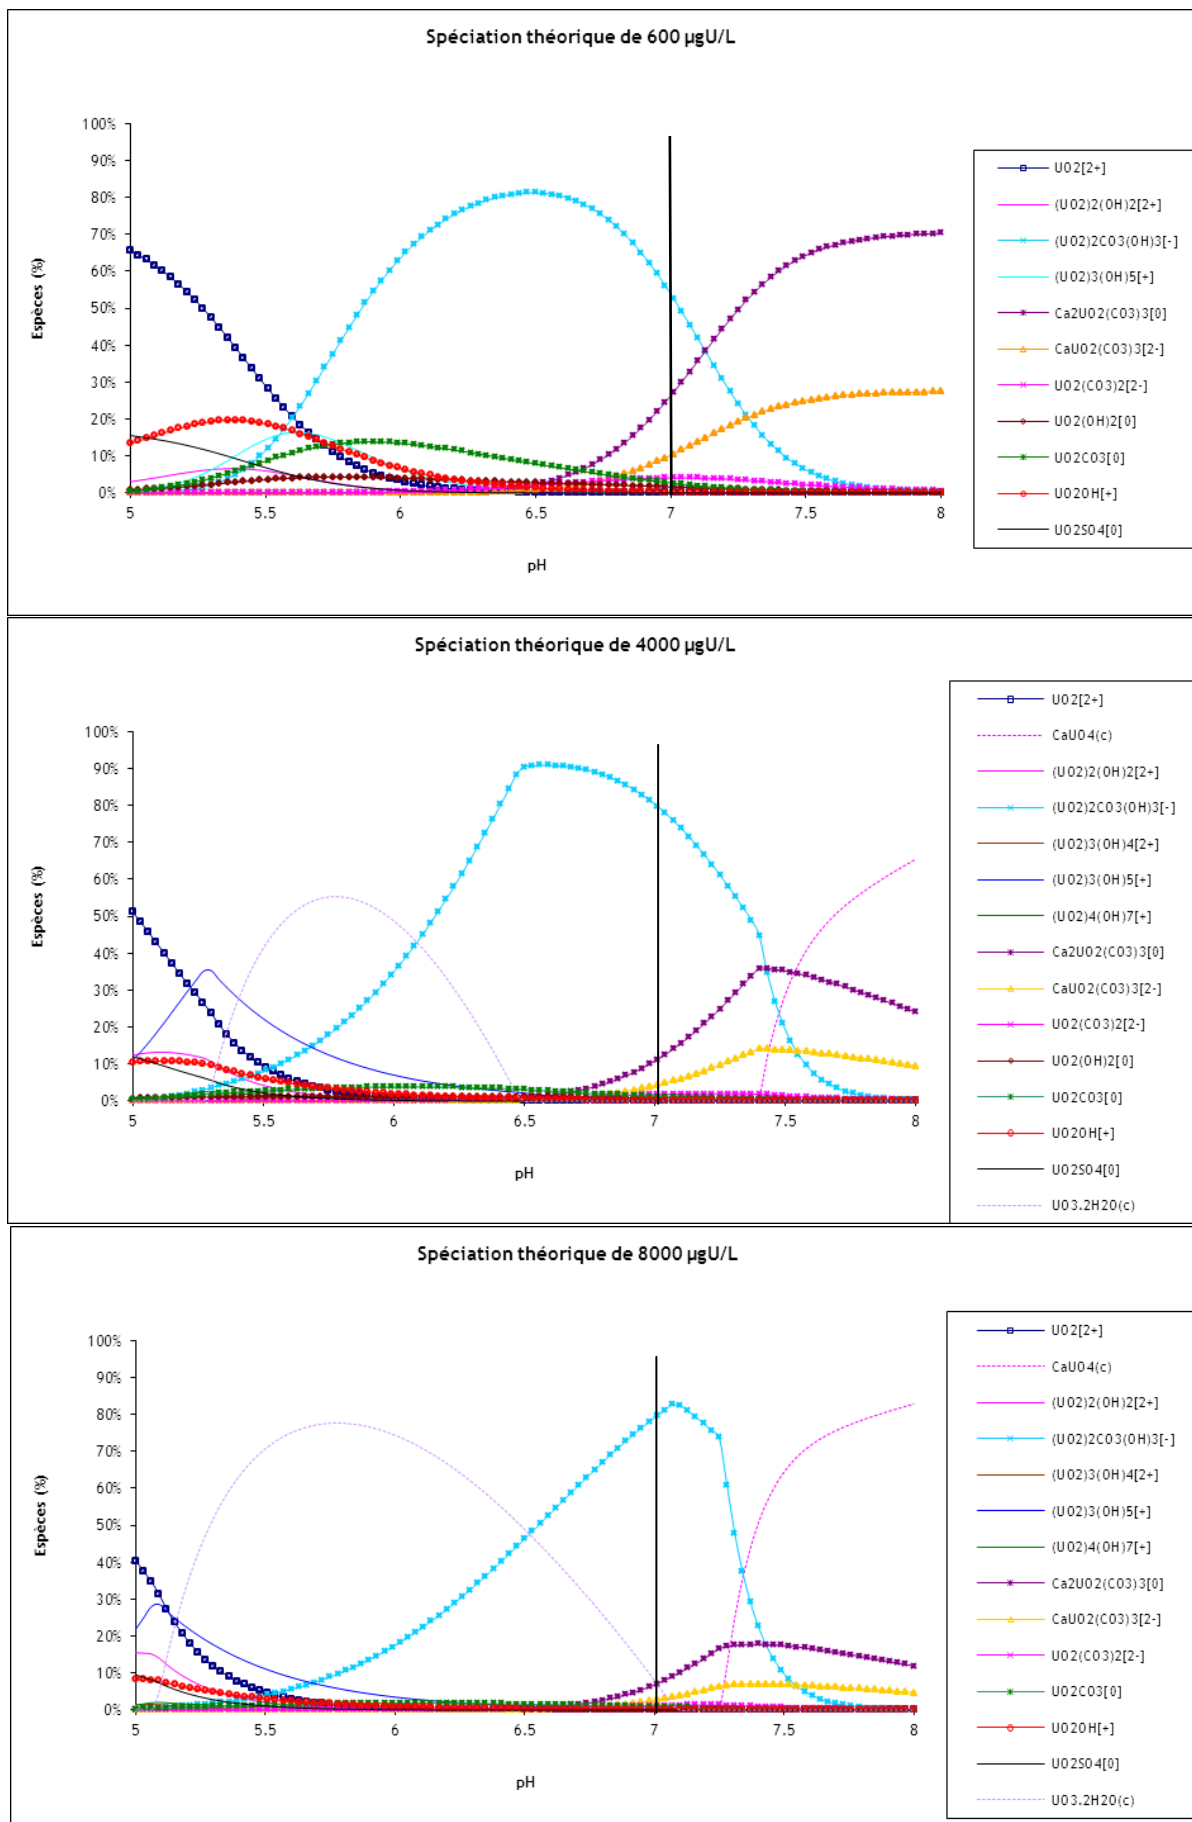 Spéciation théorique de 600 µgU/L
100%
90%
80%
70%
60%
50%
40%
30%
20%
10%
0%
Espèces (%)
5
5.5
6
6.5
7
7.5
8
pH
UO2[2+]
(UO2)2(OH)2[2+]
(UO2)2CO3(OH)3[-]
(UO2)3(OH)5[+]
Ca2UO2(CO3)3[0]
CaUO2(CO3)3[2-]
UO2(CO3)2[2-]
UO2(OH)2[0]
UO2CO3[0]
UO2OH[+]
UO2SO4[0]
Spéciation théorique de 4000 µgU/L
100%
90%
80%
70%
60%
50%
40%
30%
20%
10%
0%
Espèces (%)
5
5.5
6
6.5
7
7.5
8
pH
UO2[2+]
CaUO4(c)
(UO2)2(OH)2[2+]
(UO2)2CO3(OH)3[-]
(UO2)3(OH)4[2+]
(UO2)3(OH)5[+]
(UO2)4(OH)7[+]
Ca2UO2(CO3)3[0]
CaUO2(CO3)3[2-]
UO2(CO3)2[2-]
UO2(OH)2[0]
UO2CO3[0]
UO2OH[+]
UO2SO4[0]
UO3.2H2O(c)
Spéciation théorique de 8000 µgU/L
100%
90%
80%
70%
60%
50%
40%
30%
20%
10%
0%
Espèces (%)
5
5.5
6
6.5
7
7.5
8
pH
UO2[2+]
CaUO4(c)
(UO2)2(OH)2[2+]
(UO2)2CO3(OH)3[-]
(UO2)3(OH)4[2+]
(UO2)3(OH)5[+]
(UO2)4(OH)7[+]
Ca2UO2(CO3)3[0]
CaUO2(CO3)3[2-]
UO2(CO3)2[2-]
UO2CO3[0]
UO2OH[+]
UO2SO4[0]
UO3.2H2O(c)